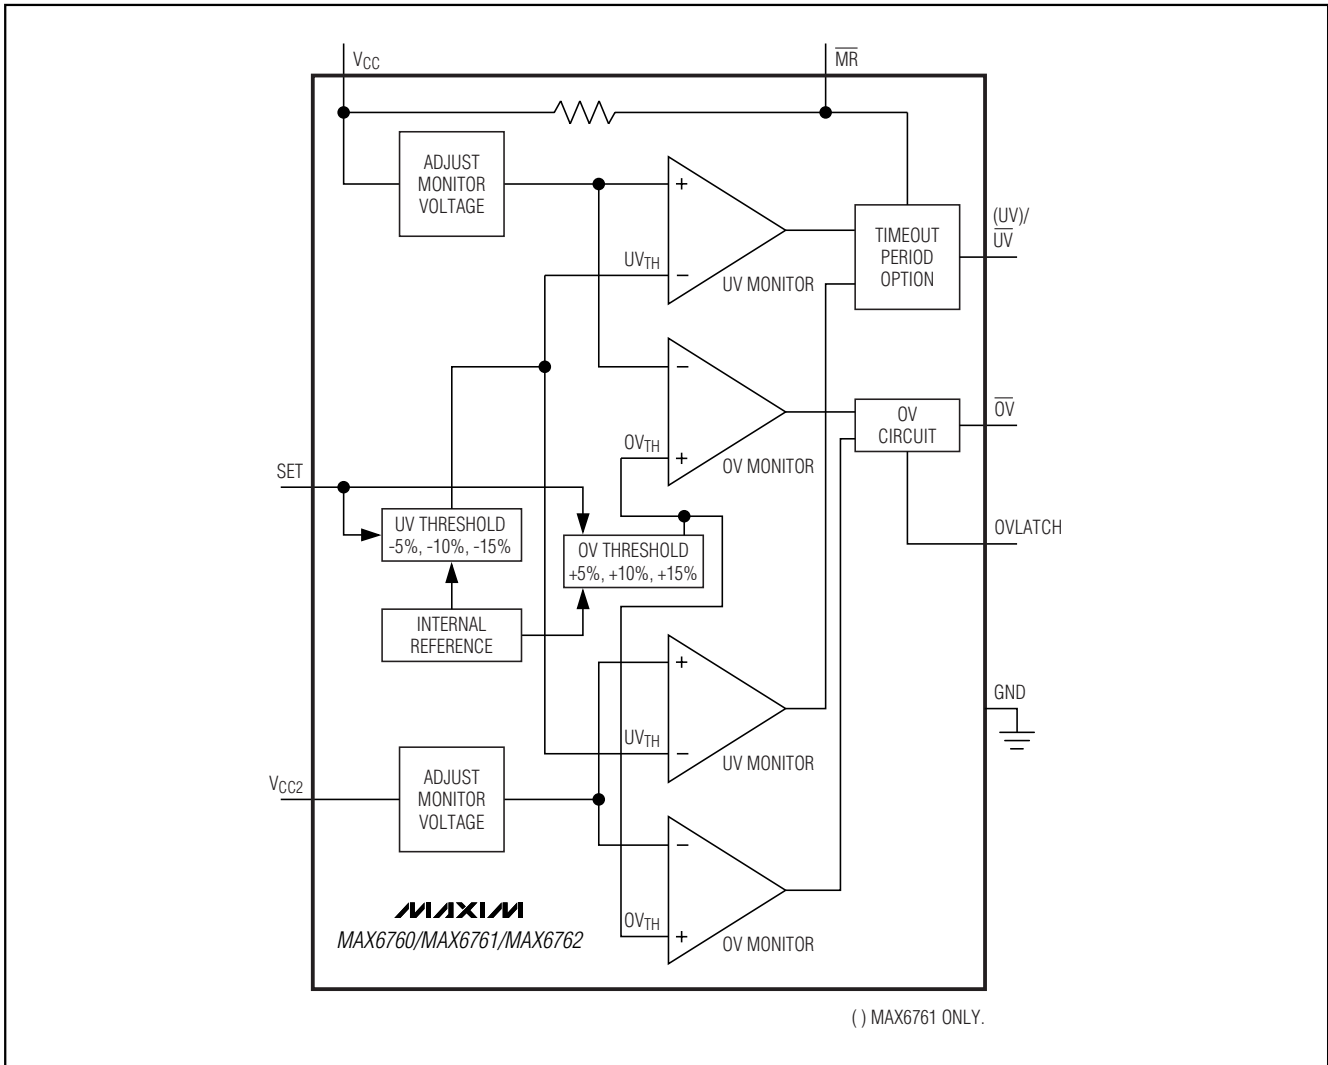 VCC
MR
ADJUST
MONITOR
VOLTAGE
+
UVTH
−
UV MONITOR
TIMEOUT
PERIOD
OPTION
(UV)/
UV
−
OVTH
+
OV MONITOR
OV
CIRCUIT
OV
SET
UV THRESHOLD
-5%, -10%, -15%
OV THRESHOLD
+5%, +10%, +15%
OVLATCH
INTERNAL
REFERENCE
+
UVTH
−
UV MONITOR
GND
VCC2
ADJUST
MONITOR
VOLTAGE
−
OVTH
+
OV MONITOR
MAXIM
MAX6760/MAX6761/MAX6762
( ) MAX6761 ONLY.